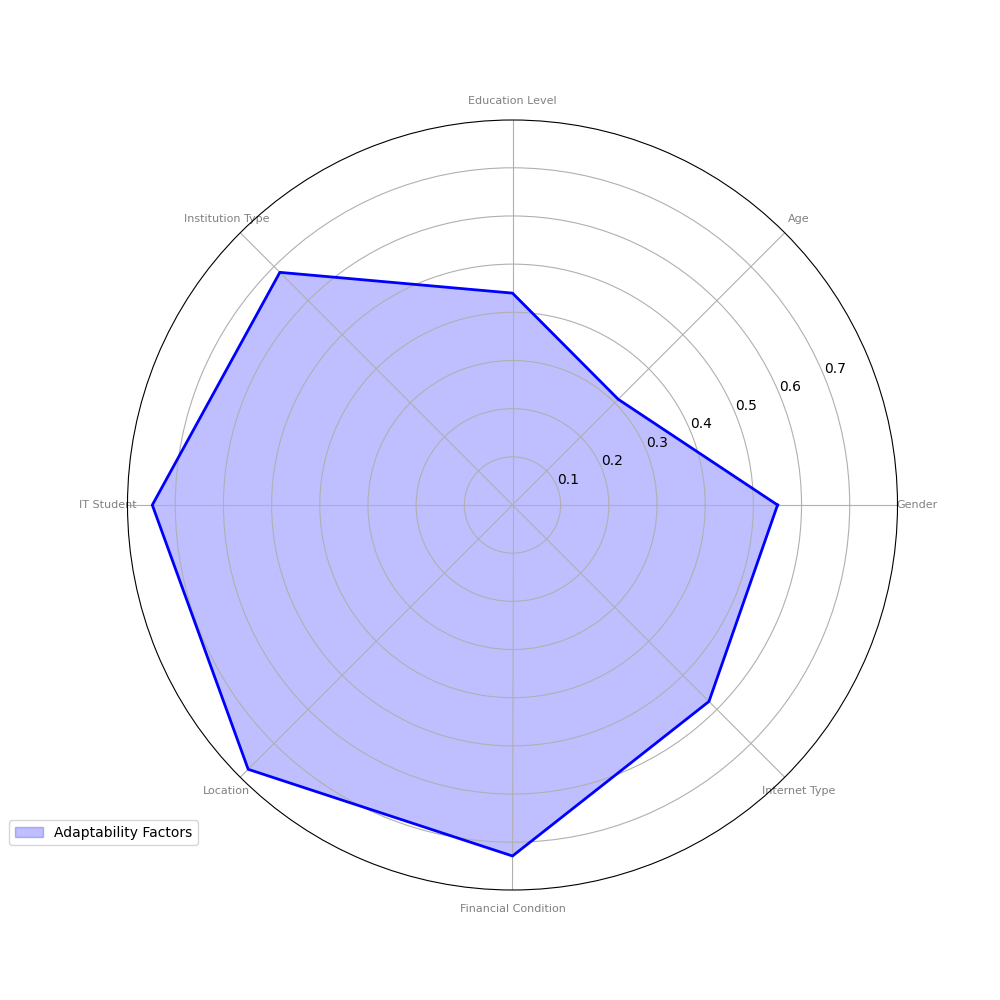 Education Level
Institution Type
Age
0.7
0.6
0.5
0.4
0.3
0.2
0.1
IT Student
Gender
Location
Internet Type
Adaptability Factors
Financial Condition